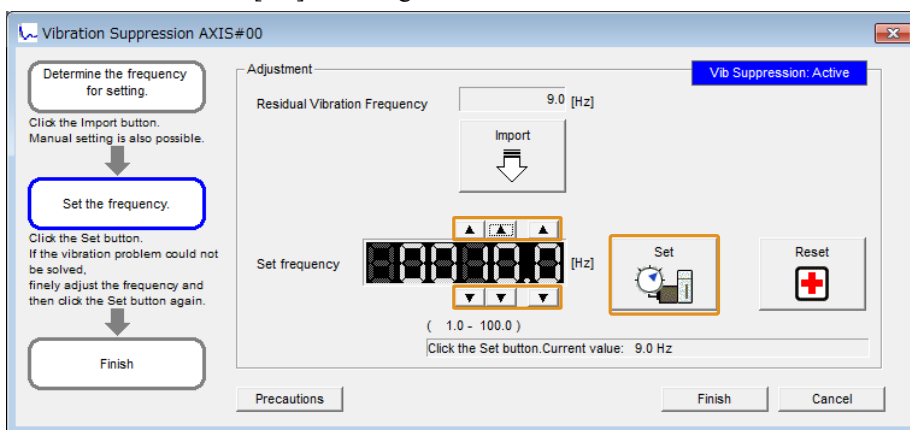 Vibration Suppression AXIS#00
Determine the frequency
for setting.
Click the Import button.
Manual setting is also possible.
Set the frequency.
Click the Set button.
If the vibration problem could not
be solved,
finely adjust the frequency and
then click the Set button again.
Finish
Adjustment
Vib Suppression: Active
Residual Vibration Frequency 9.0 [Hz]
Import
Set frequency [Hz]
Set
Reset
( 1.0 - 100.0 )
Click the Set button.Current value: 9.0 Hz
Precautions
Finish
Cancel